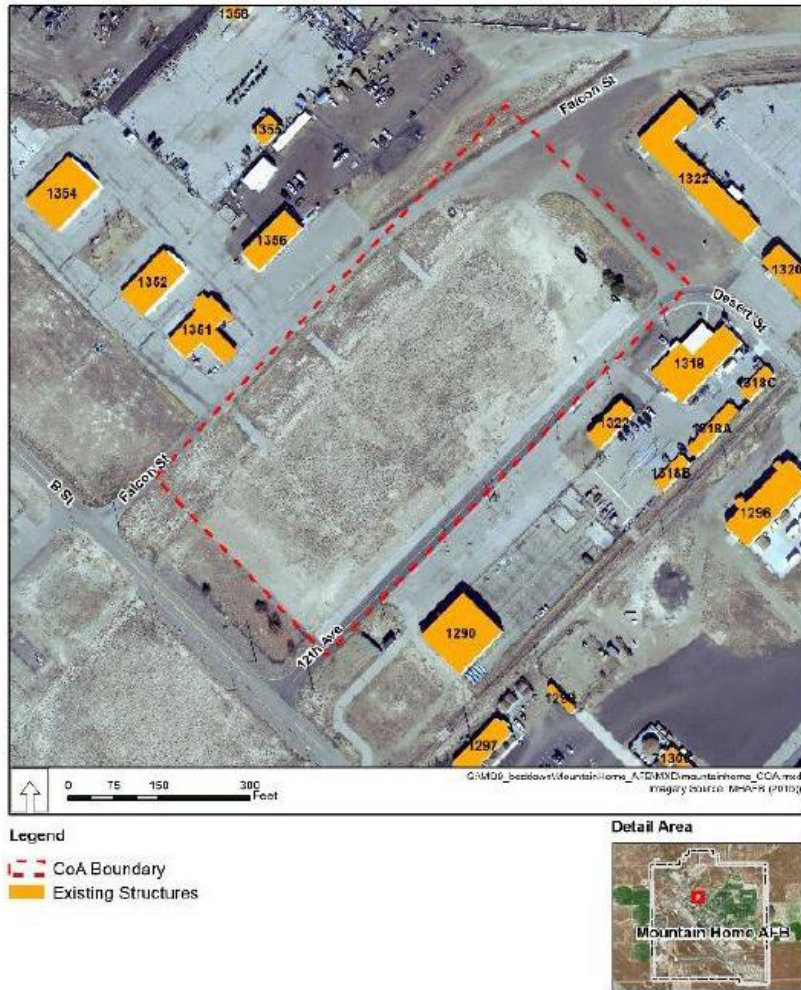 1358
Falcon St
1355
1322
1354
1356
1320
1352
Desert St
1351
1319
1318C
1322
1318A
1318B
Falcon St
B St
1296
12th Ave
1290
1297
0 75 150 300
Feet
Imagery Source: MHAFB (2010)
Legend
CoA Boundary
Existing Structures
Detail Area
Mountain Home AFB